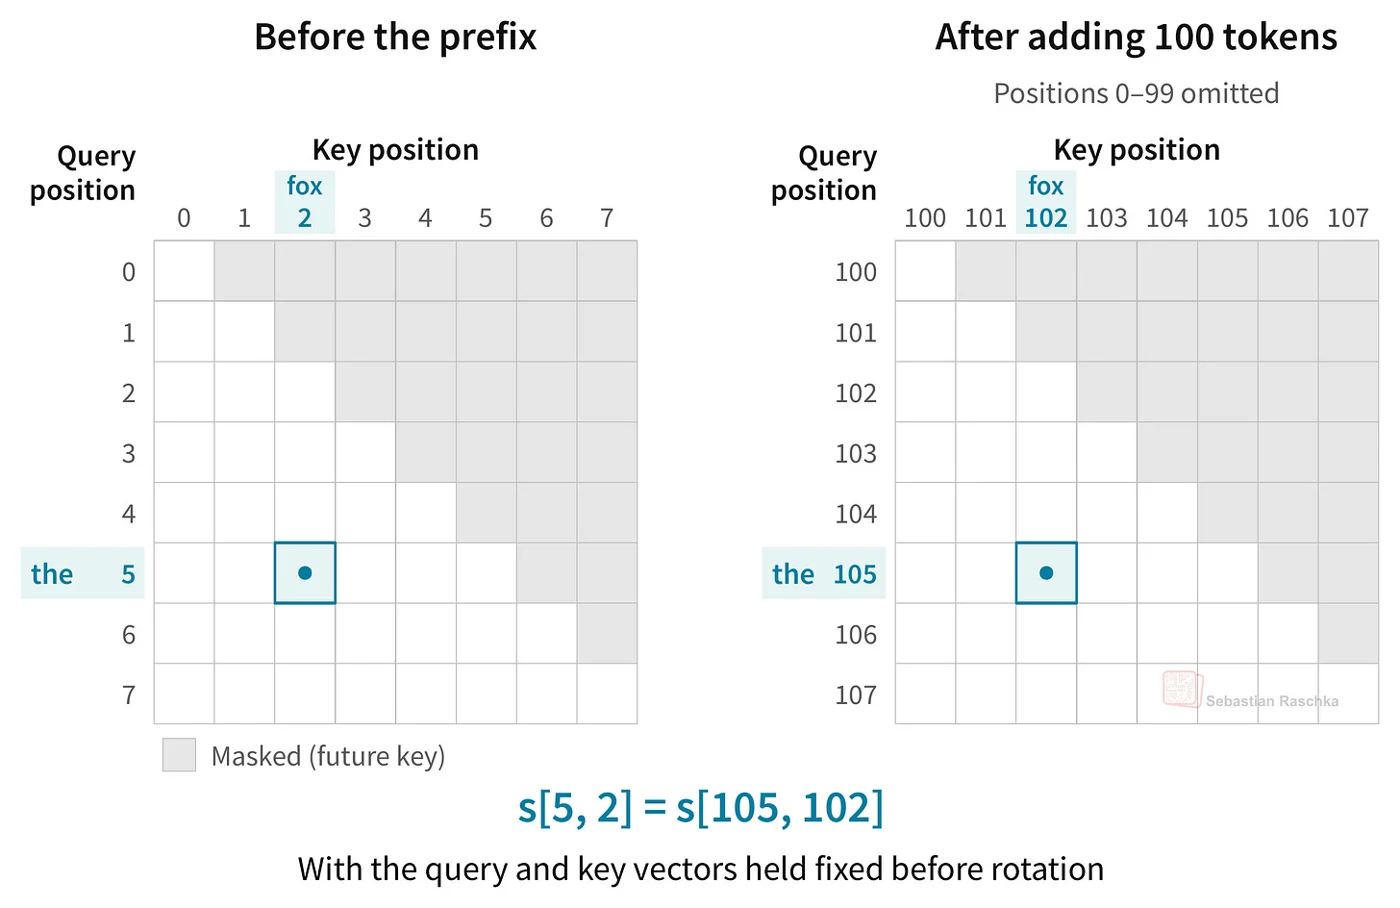 Before the prefix
After adding 100 tokens
Positions 0–99 omitted
Query
position
Key position
fox
0 1 2 3 4 5 6 7
0
1
2
3
4
the 5
6
7
Query
position
Key position
fox
100 101 102 103 104 105 106 107
100
101
102
103
104
the 105
106
107
Sebastian Raschka
Masked (future key)
s[5, 2] = s[105, 102]
With the query and key vectors held fixed before rotation